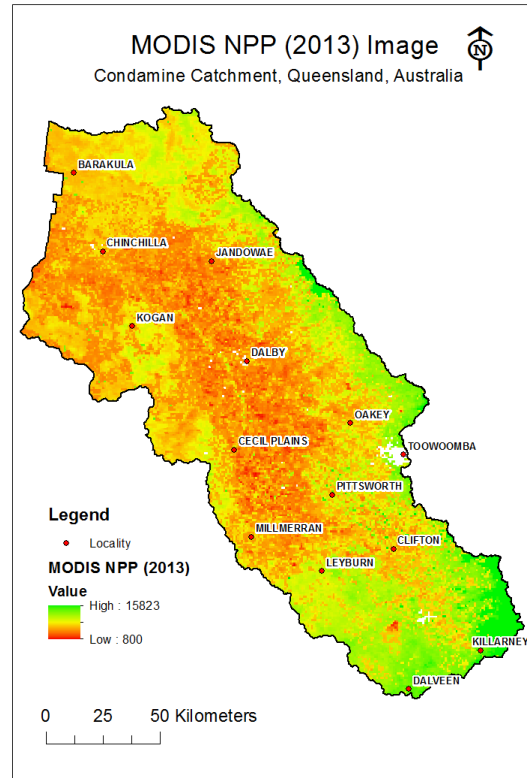 MODIS NPP (2013) Image
N
Condamine Catchment, Queensland, Australia
BARAKULA
CHINCHILLA
JANDOWAE
KOGAN
DALBY
OAKEY
CECIL PLAINS
TOOWOOMBA
PITTSWORTH
MILLMERRAN
CLIFTON
LEYBURN
KILLARNEY
DALVEEN
Legend
Locality
MODIS NPP (2013)
Value
High : 15823
Low : 800
0 25 50 Kilometers